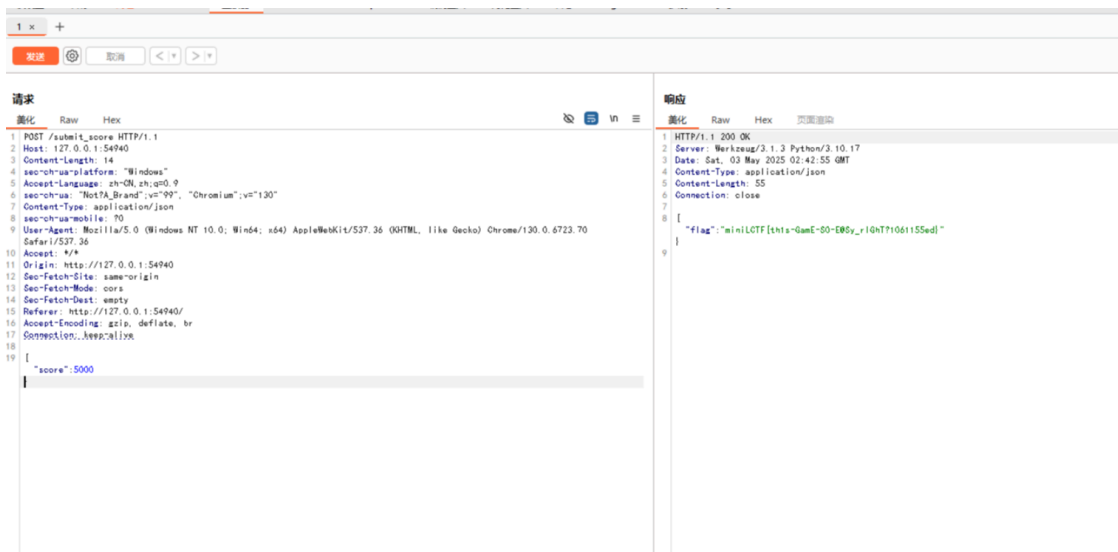 1 ×  +
发送  取消  < | ▾  > | ▾
请求
美化  Raw  Hex  \n  ≡
1 POST /submit_score HTTP/1.1
2 Host: 127.0.0.1:54940
3 Content-Length: 14
4 sec-ch-ua-platform: "Windows"
5 Accept-Language: zh-CN,zh;q=0.9
6 sec-ch-ua: "Not?A_Brand";v="99", "Chromium";v="130"
7 Content-Type: application/json
8 sec-ch-ua-mobile: ?0
9 User-Agent: Mozilla/5.0 (Windows NT 10.0; Win64; x64) AppleWebKit/537.36 (KHTML, like Gecko) Chrome/130.0.6723.70
Safari/537.36
10 Accept: */*
11 Origin: http://127.0.0.1:54940
12 Sec-Fetch-Site: same-origin
13 Sec-Fetch-Mode: cors
14 Sec-Fetch-Dest: empty
15 Referer: http://127.0.0.1:54940/
16 Accept-Encoding: gzip, deflate, br
17 Connection: keep-alive
18
19 {
"score":5000
}
响应
美化  Raw  Hex  页面渲染
1 HTTP/1.1 200 OK
2 Server: Werkzeug/3.1.3 Python/3.10.17
3 Date: Sat, 03 May 2025 02:42:55 GMT
4 Content-Type: application/json
5 Content-Length: 55
6 Connection: close
7
8 {
"flag":"miniLCTF{th1s-GamE-SO-E@Sy_rIGhT?1G61155ed}"
}
9